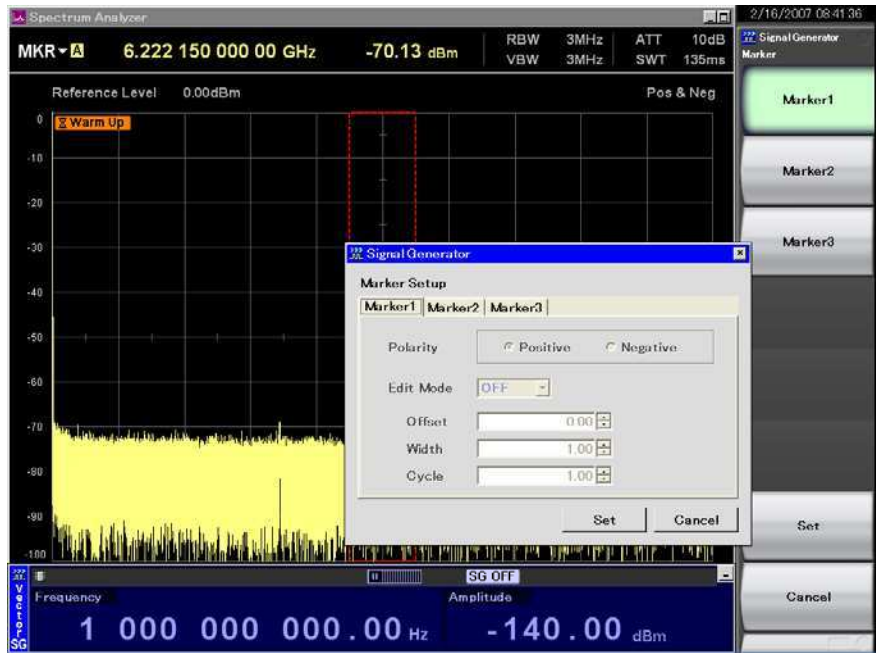 Spectrum Analyzer
2/16/2007 08:41:36
MKR A 6.222 150 000 00 GHz -70.13 dBm
RBW 3MHz ATT 10dB
VBW 3MHz SWT 135ms
Signal Generator
Marker
Reference Level 0.00dBm Pos & Neg
Marker1
Marker2
Marker3
Set
Cancel
0
Warm Up
-10
-20
-30
-40
-50
-60
-70
-80
-90
-100
Signal Generator
Marker Setup
Marker1 Marker2 Marker3
Polarity Positive Negative
Edit Mode OFF
Offset 0.00
Width 1.00
Cycle 1.00
Set Cancel
Vector SG
SG OFF
Frequency Amplitude
1 000 000 000.00 Hz -140.00 dBm